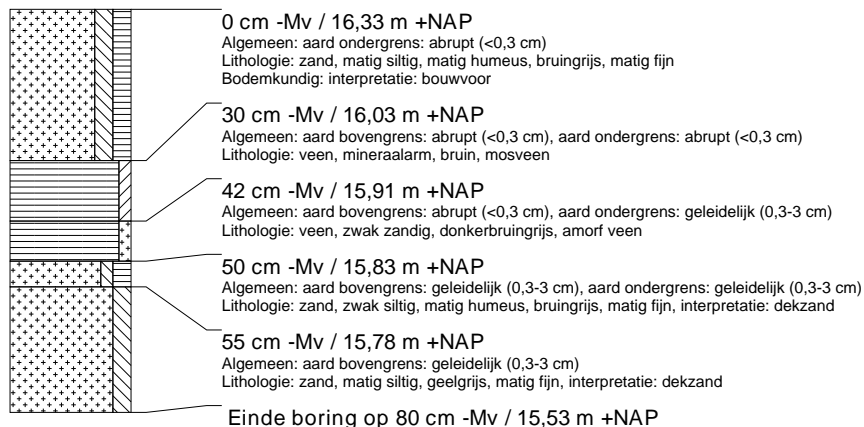 0 cm -Mv / 16,33 m +NAP
Algemeen: aard ondergrens: abrupt (<0,3 cm)
Lithologie: zand, matig siltig, matig humeus, bruingrijs, matig fijn
Bodemkundig: interpretatie: bouwvoor
30 cm -Mv / 16,03 m +NAP
Algemeen: aard bovengrens: abrupt (<0,3 cm), aard ondergrens: abrupt (<0,3 cm)
Lithologie: veen, mineraalarm, bruin, mosveen
42 cm -Mv / 15,91 m +NAP
Algemeen: aard bovengrens: abrupt (<0,3 cm), aard ondergrens: geleidelijk (0,3-3 cm)
Lithologie: veen, zwak zandig, donkerbruingrijs, amorf veen
50 cm -Mv / 15,83 m +NAP
Algemeen: aard bovengrens: geleidelijk (0,3-3 cm), aard ondergrens: geleidelijk (0,3-3 cm)
Lithologie: zand, zwak siltig, matig humeus, bruingrijs, matig fijn, interpretatie: dekzand
55 cm -Mv / 15,78 m +NAP
Algemeen: aard bovengrens: geleidelijk (0,3-3 cm)
Lithologie: zand, matig siltig, geelgrijs, matig fijn, interpretatie: dekzand
Einde boring op 80 cm -Mv / 15,53 m +NAP